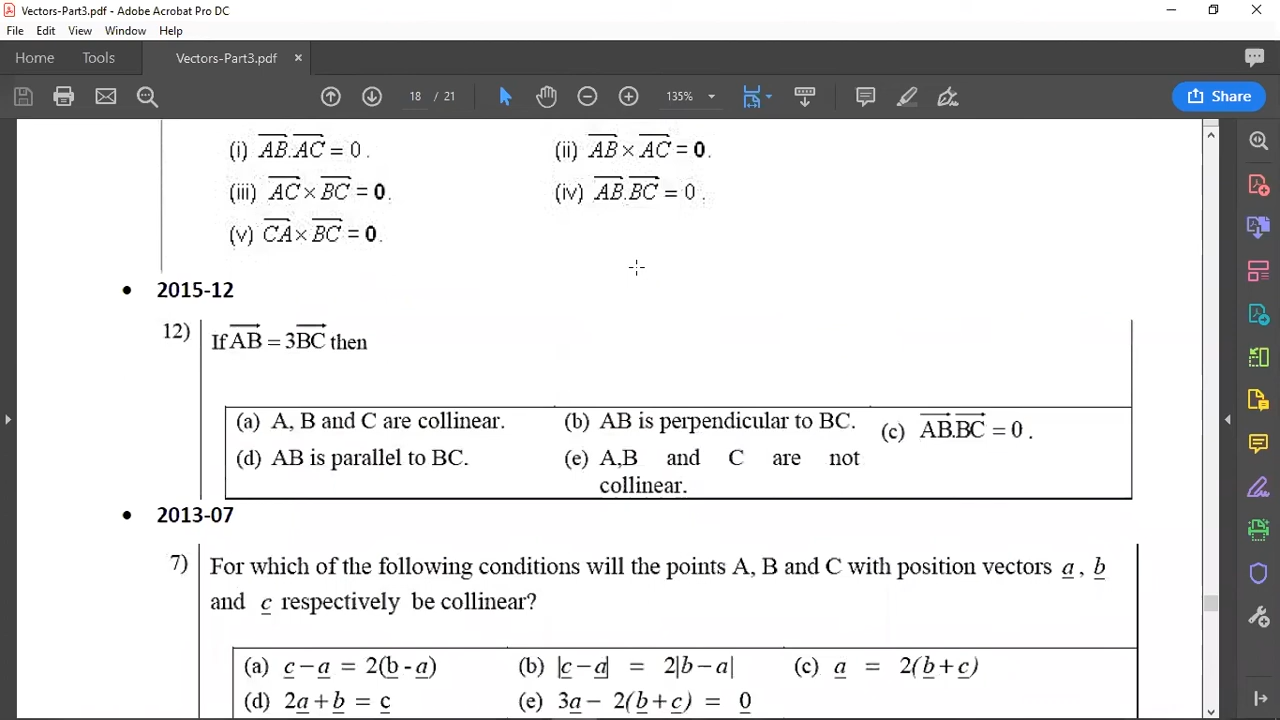 Vectors-Part3.pdf - Adobe Acrobat Pro DC
File Edit View Window Help
Home Tools Vectors-Part3.pdf ×
18 / 21 135% Share
(i) AB.AC = 0 . (ii) AB × AC = 0.
(iii) AC × BC = 0. (iv) AB.BC = 0 .
(v) CA × BC = 0.
• 2015-12
12) If AB = 3BC then
(a) A, B and C are collinear. (b) AB is perpendicular to BC. (c) AB.BC = 0 .
(d) AB is parallel to BC. (e) A,B and C are not
collinear.
• 2013-07
7) For which of the following conditions will the points A, B and C with position vectors a , b
and c respectively be collinear?
(a) c – a = 2(b - a) (b) |c – a| = 2|b – a| (c) a = 2(b + c)
(d) 2a + b = c (e) 3a – 2(b + c) = 0